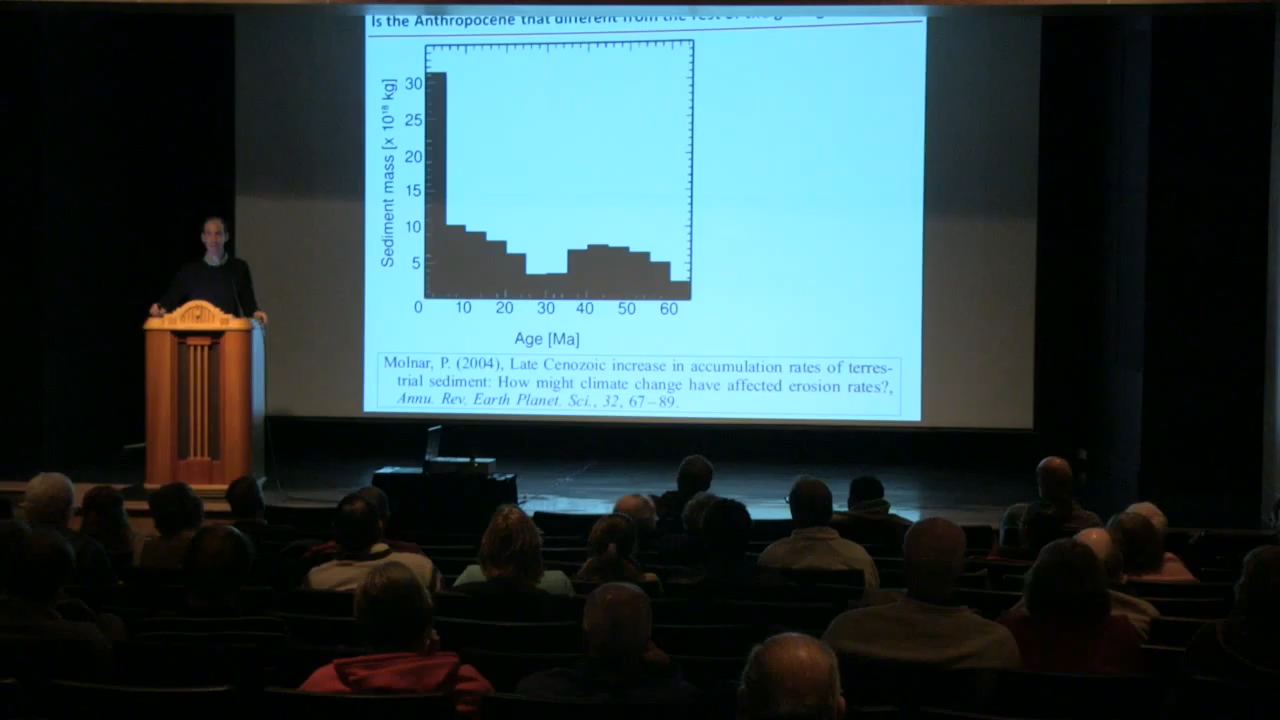 Is the Anthropocene that different from the rest of the
Sediment mass [x 10¹⁸ kg]
30
25
20
15
10
5
0 10 20 30 40 50 60
Age [Ma]
Molnar, P. (2004), Late Cenozoic increase in accumulation rates of terres-
trial sediment: How might climate change have affected erosion rates?,
Annu. Rev. Earth Planet. Sci., 32, 67–89.